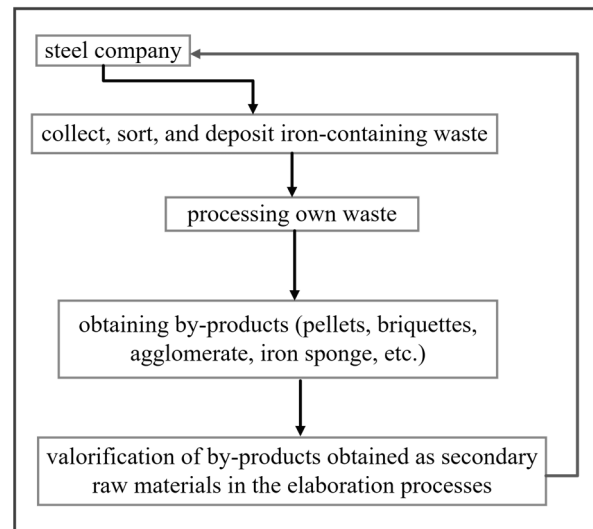 steel company
collect, sort, and deposit iron-containing waste
processing own waste
obtaining by-products (pellets, briquettes,
agglomerate, iron sponge, etc.)
valorification of by-products obtained as secondary
raw materials in the elaboration processes